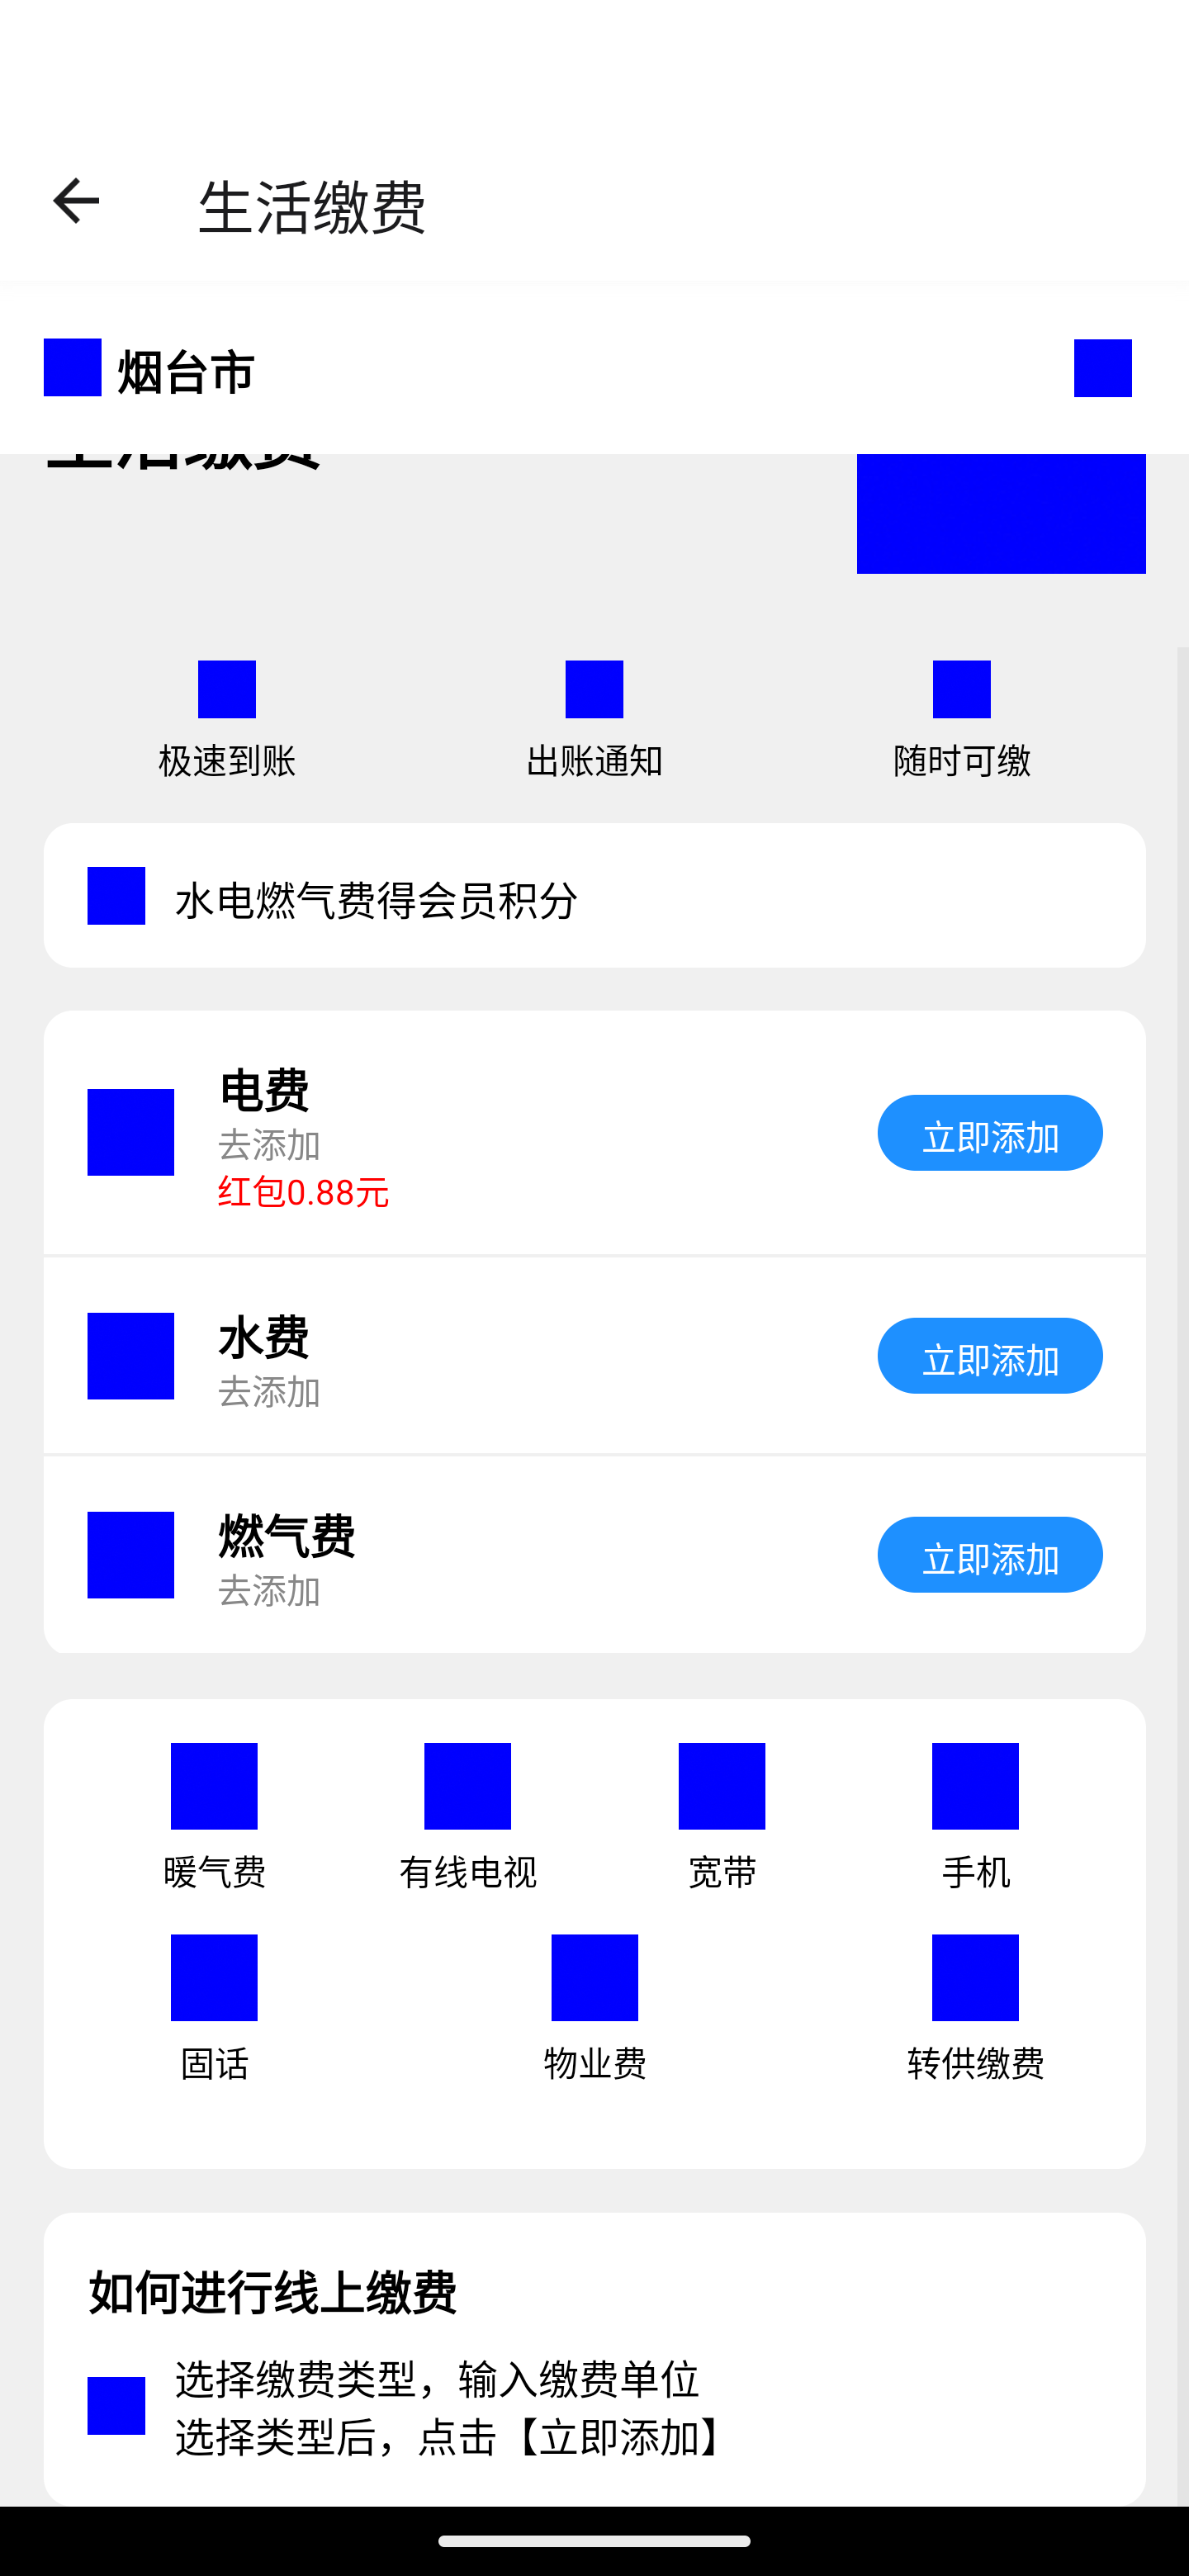 生活缴费
烟台市
生活缴费
极速到账
出账通知
随时可缴
水电燃气费得会员积分
电费
去添加
红包0.88元
立即添加
水费
去添加
立即添加
燃气费
去添加
立即添加
暖气费
有线电视
宽带
手机
固话
物业费
转供缴费
如何进行线上缴费
选择缴费类型，输入缴费单位
选择类型后，点击【立即添加】